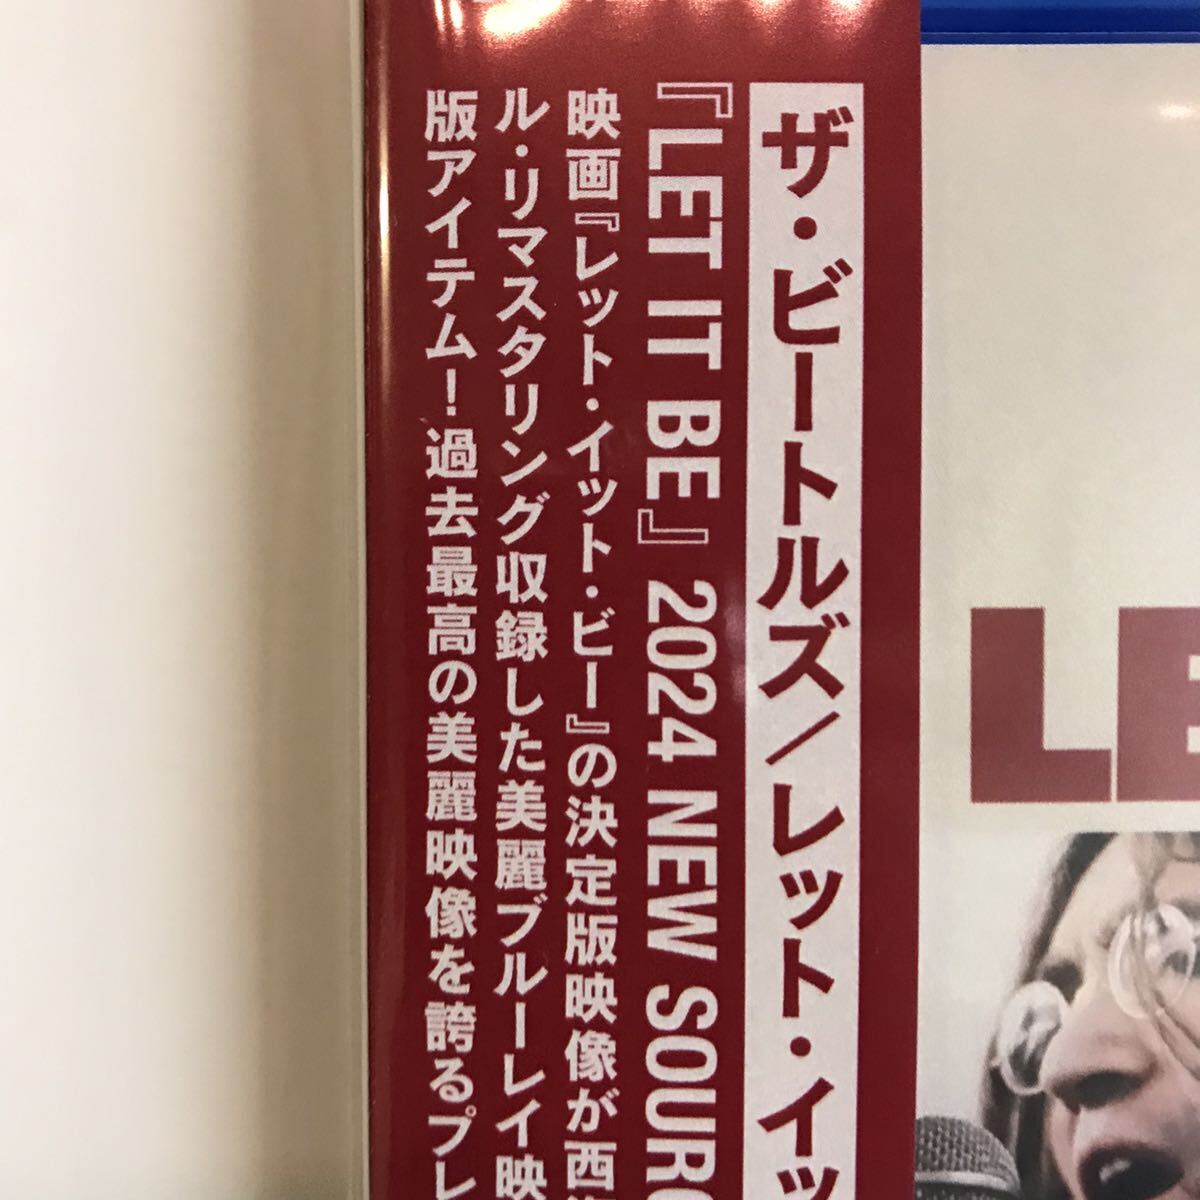 ザ・ビートルズ/レット・イッ
『LET IT BE』2024 NEW SOURC
映画『レット・イット・ビー』の決定版映像が西
ル・リマスタリング収録した美麗ブルーレイ映
版アイテム!過去最高の美麗映像を誇るプレ
LE